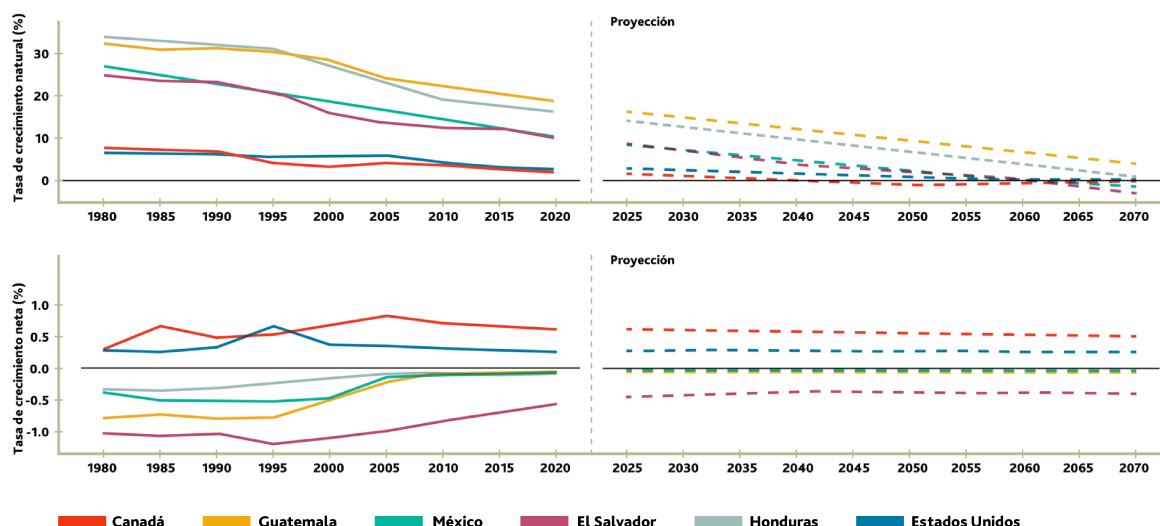 Tasa de crecimiento natural (%)
Proyección
30
20
10
0
1980 1985 1990 1995 2000 2005 2010 2015 2020 2025 2030 2035 2040 2045 2050 2055 2060 2065 2070
Tasa de crecimiento neta (%)
Proyección
1.0
0.5
0.0
-0.5
-1.0
1980 1985 1990 1995 2000 2005 2010 2015 2020 2025 2030 2035 2040 2045 2050 2055 2060 2065 2070
Canadá Guatemala México El Salvador Honduras Estados Unidos